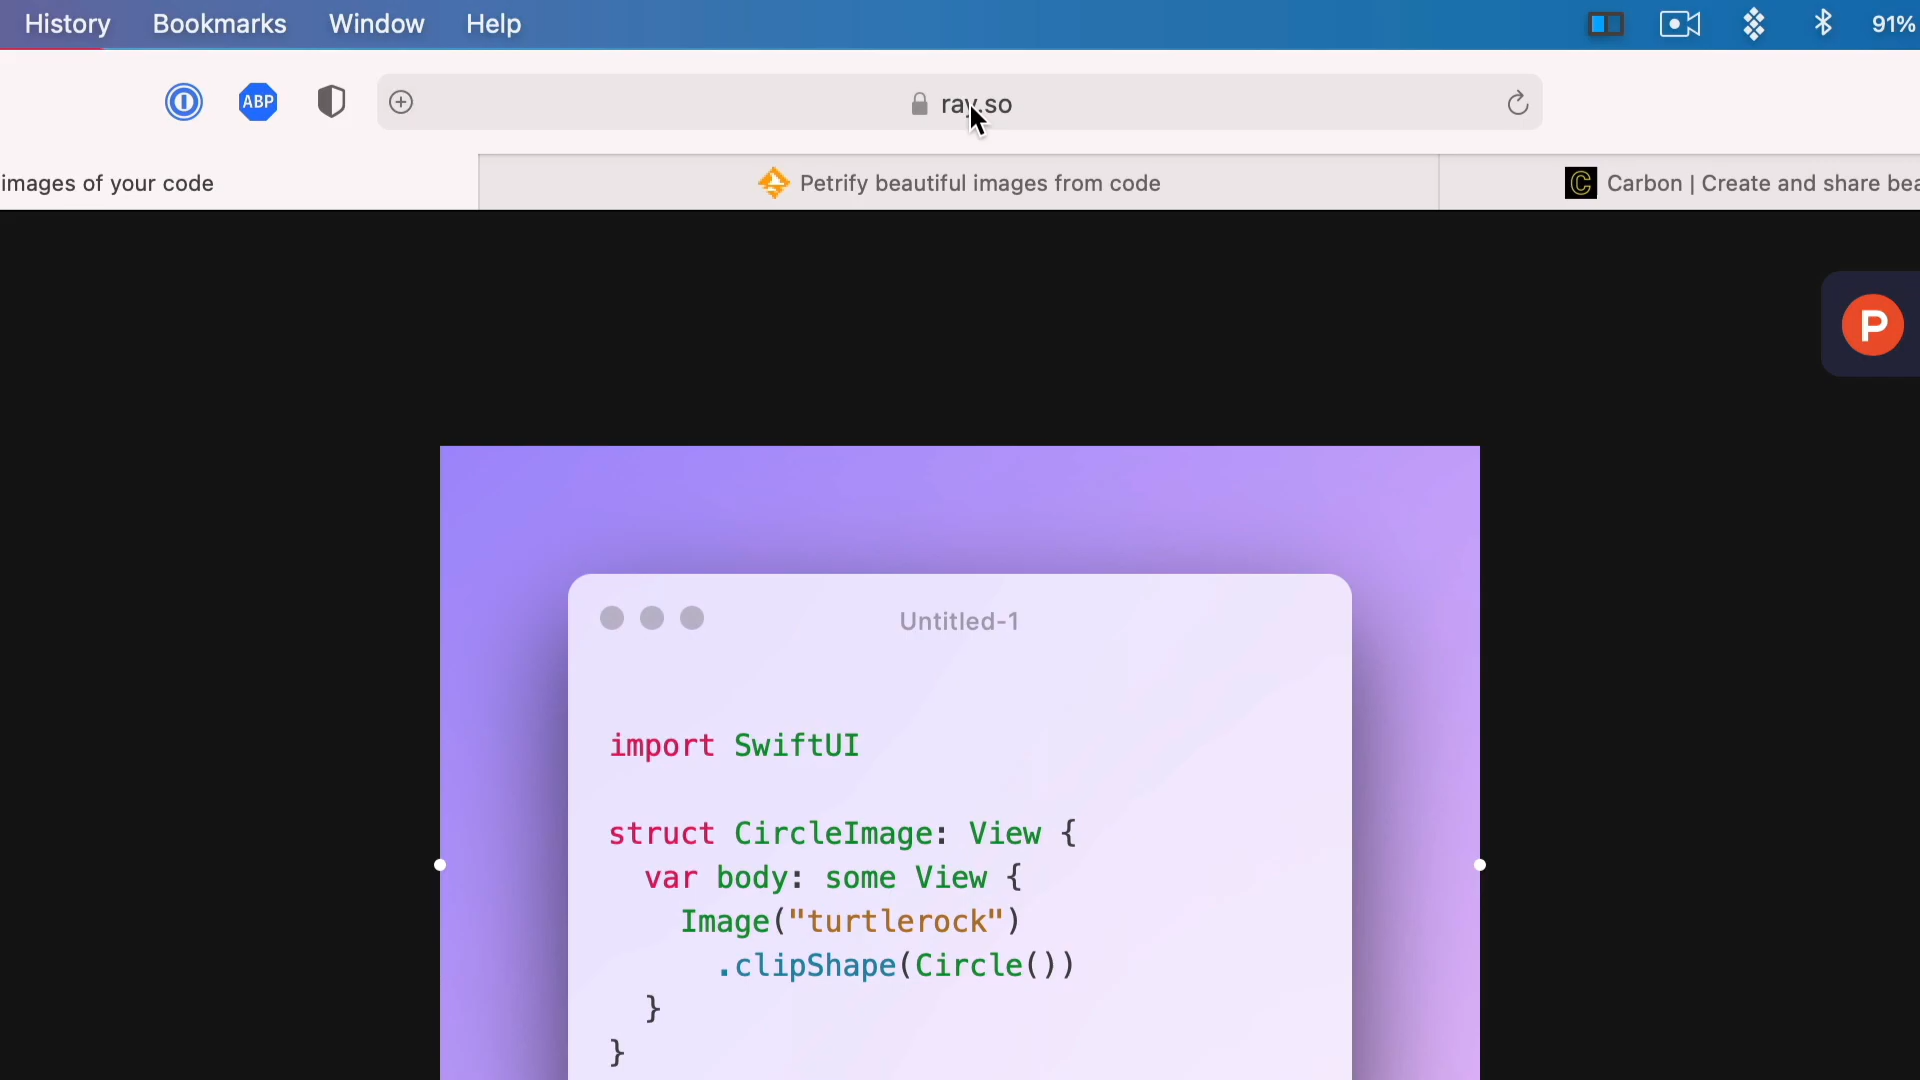 History Bookmarks Window Help 91%
ABP ray.so
images of your code Petrify beautiful images from code C Carbon | Create and share bea
P
Untitled-1
import SwiftUI
struct CircleImage: View {
var body: some View {
Image("turtlerock")
.clipShape(Circle())
}
}